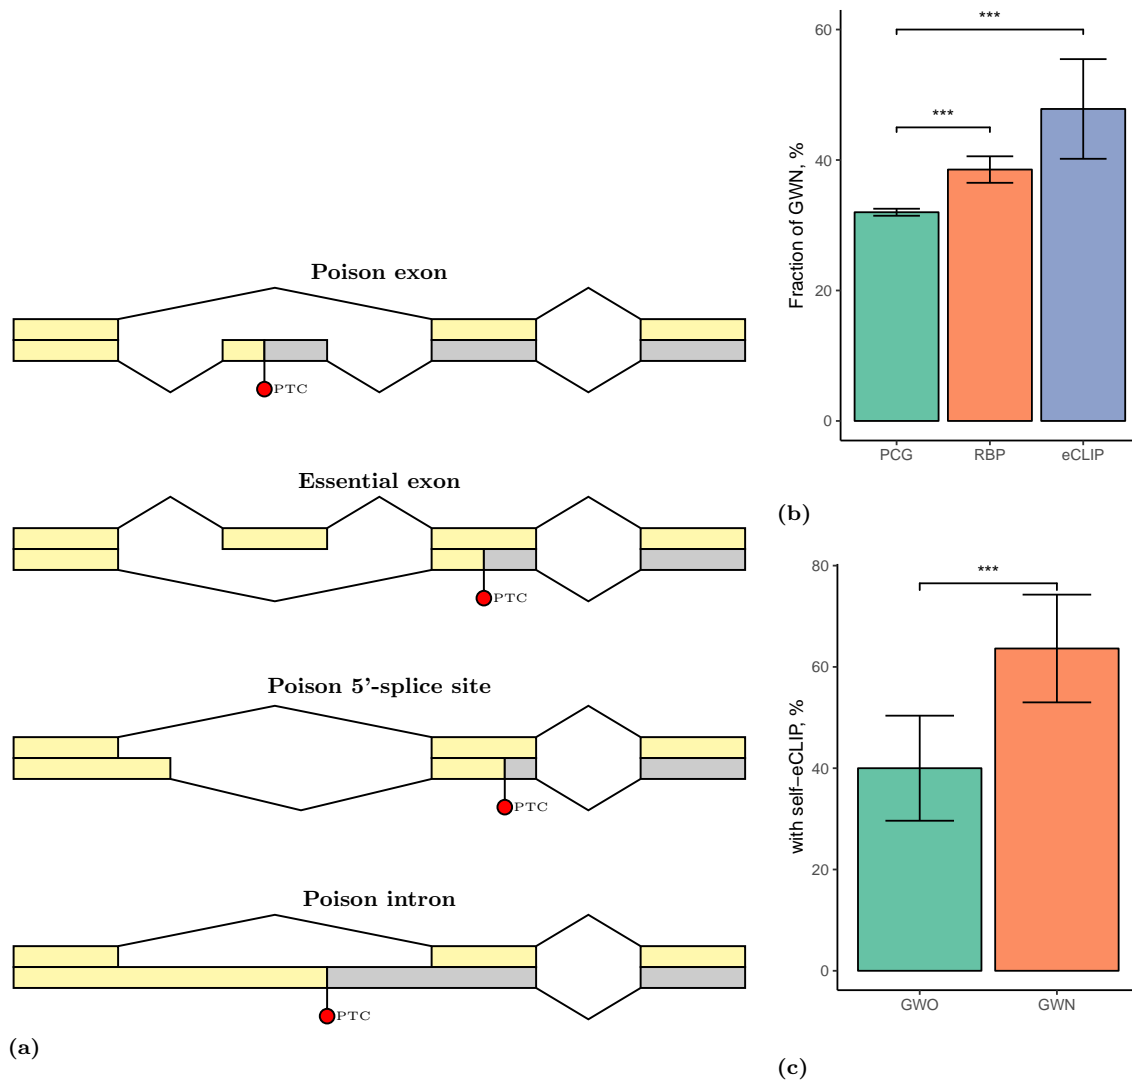 Poison exon
PTC
Essential exon
PTC
Poison 5'-splice site
PTC
Poison intron
PTC
(a)
Fraction of GWN, %
60
40
20
0
***
***
PCG
RBP
eCLIP
(b)
with self−eCLIP, %
80
60
40
20
0
***
GWO
GWN
(c)